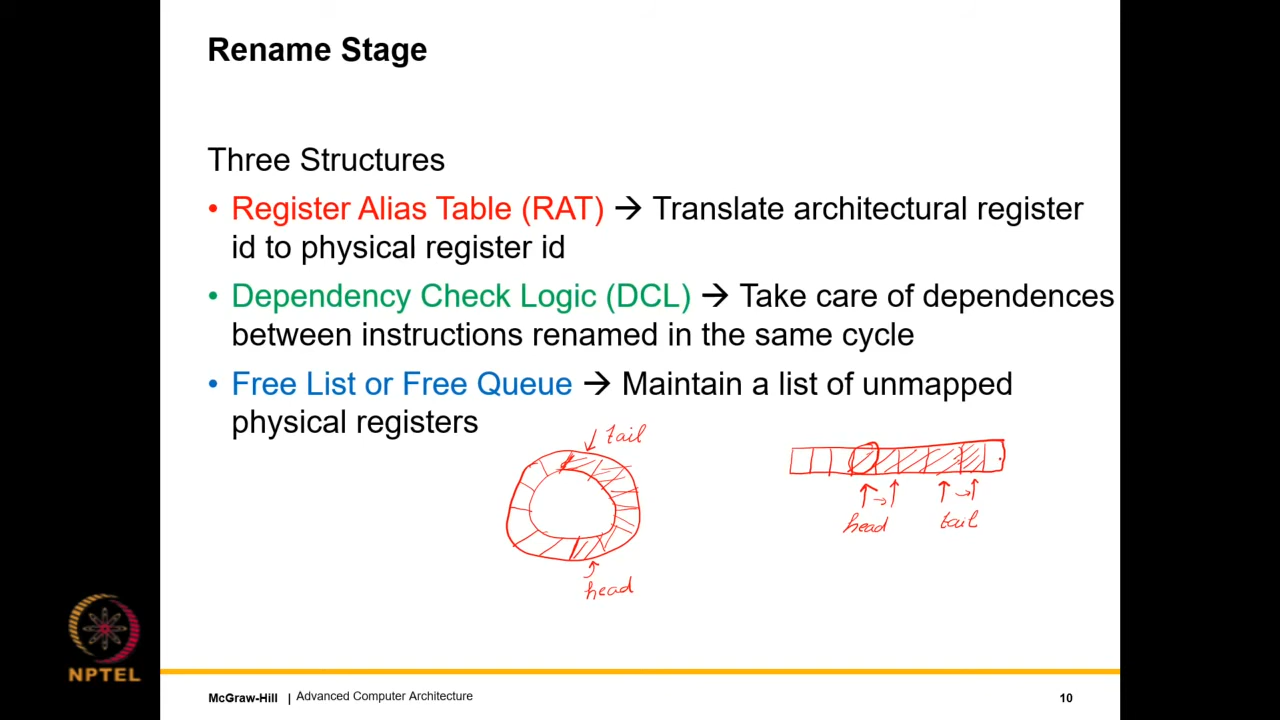 Rename Stage
Three Structures
• Register Alias Table (RAT) → Translate architectural register
id to physical register id
• Dependency Check Logic (DCL) → Take care of dependences
between instructions renamed in the same cycle
• Free List or Free Queue → Maintain a list of unmapped
physical registers
tail
head
head
tail
NPTEL
McGraw-Hill | Advanced Computer Architecture
10